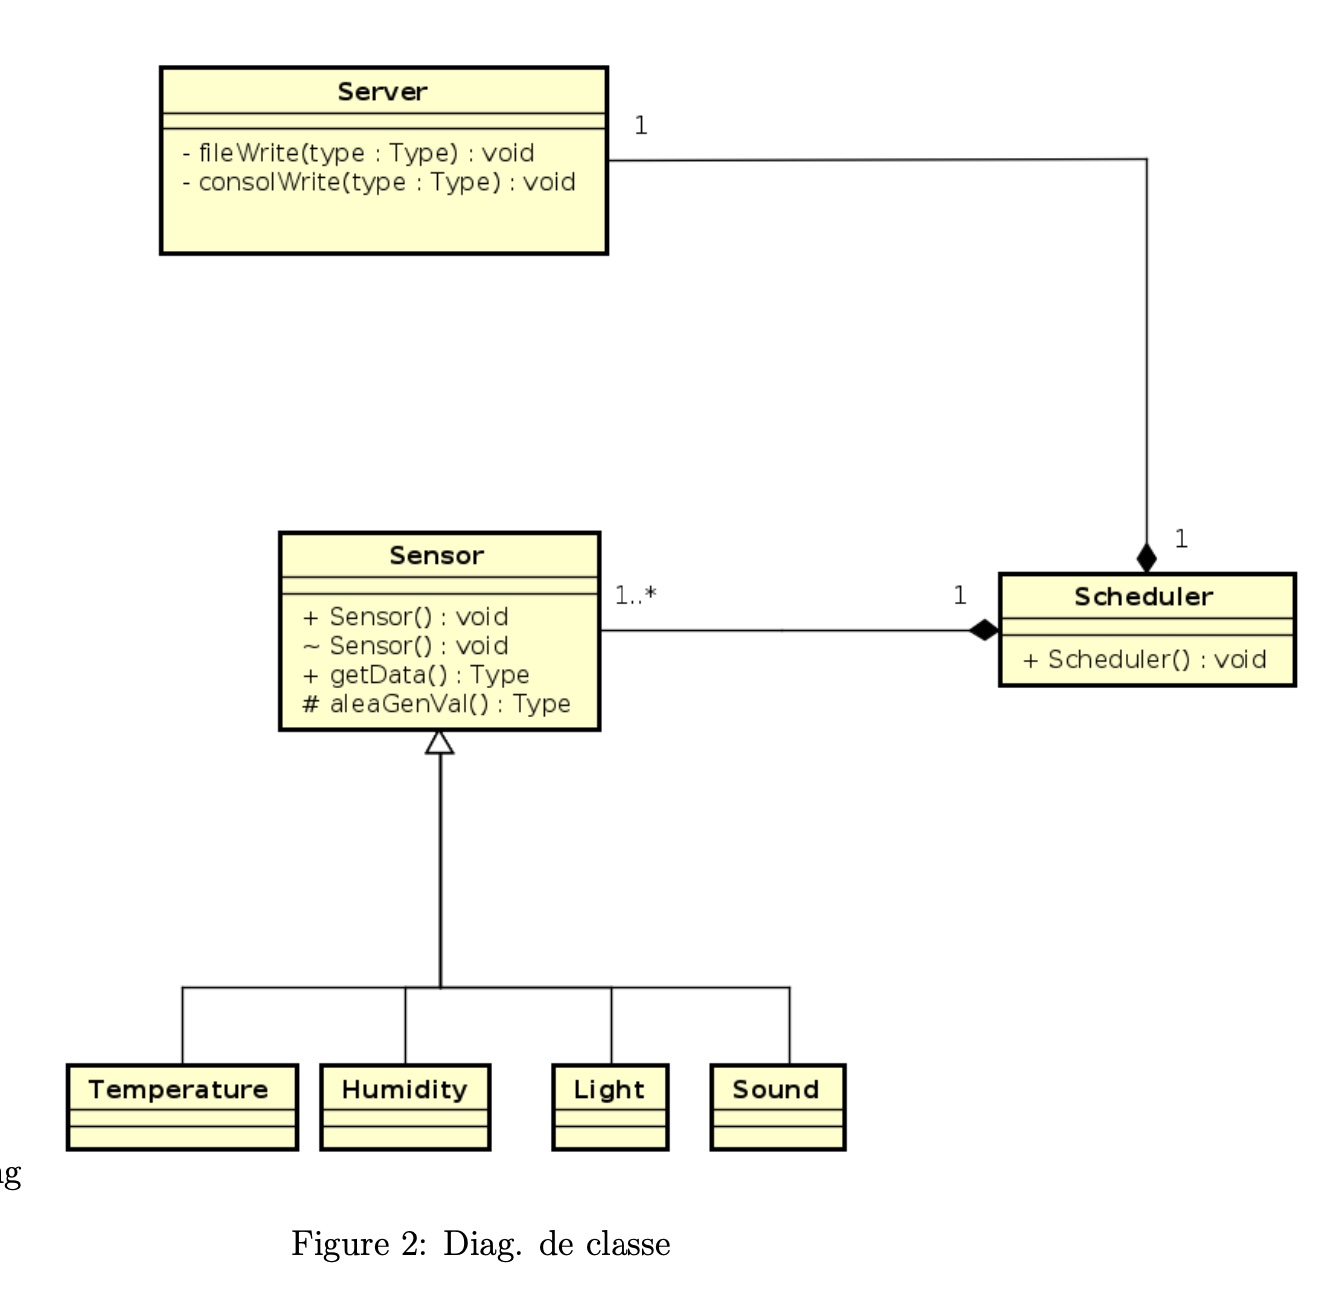 Server
- fileWrite(type : Type) : void
- consolWrite(type : Type) : void
1
1
Sensor
+ Sensor() : void
~ Sensor() : void
+ getData() : Type
# aleaGenVal() : Type
1..*
1
Scheduler
+ Scheduler() : void
Temperature
Humidity
Light
Sound
Figure 2: Diag. de classe